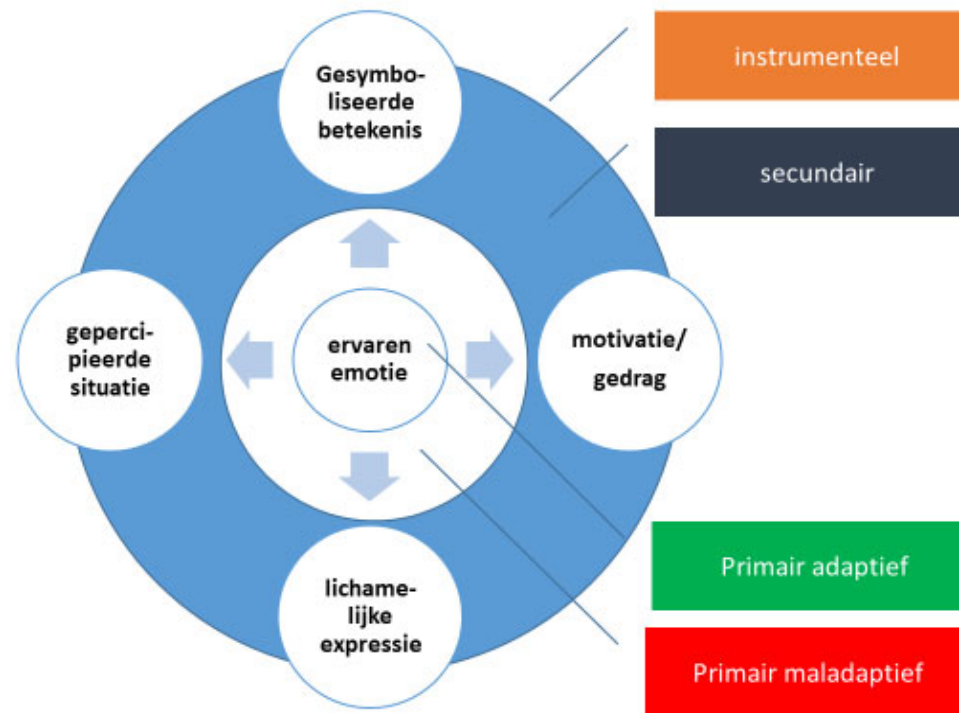 Gesymbo-
liseerde
betekenis
instrumenteel
secundair
geperci-
pieerde
situatie
ervaren
emotie
motivatie/
gedrag
lichame-
lijke
expressie
Primair adaptief
Primair maladaptief